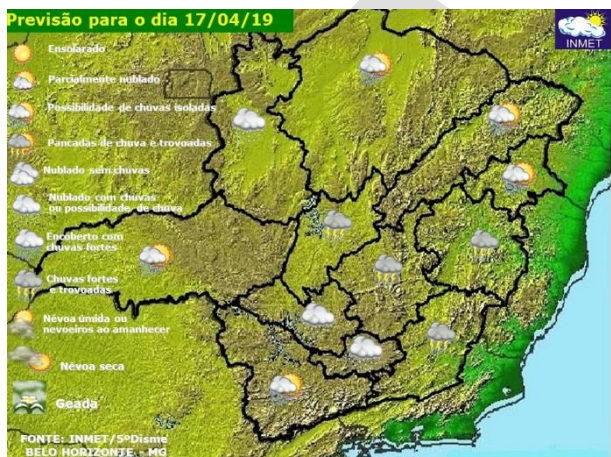 Previsão para o dia 17/04/19
INMET
Ensolarado
Parcialmente nublado
Possibilidade de chuvas isoladas
Pancadas de chuva e trovoadas
Nublado sem chuvas
Nublado com chuvas
ou possibilidade de chuva
Encoberto com
chuvas fortes
Chuvas fortes
e trovoadas
Névoa úmida ou
nevoeiros ao amanhecer
Névoa seca
Geada
FONTE: INMET/5ºDisme
BELO HORIZONTE - MG